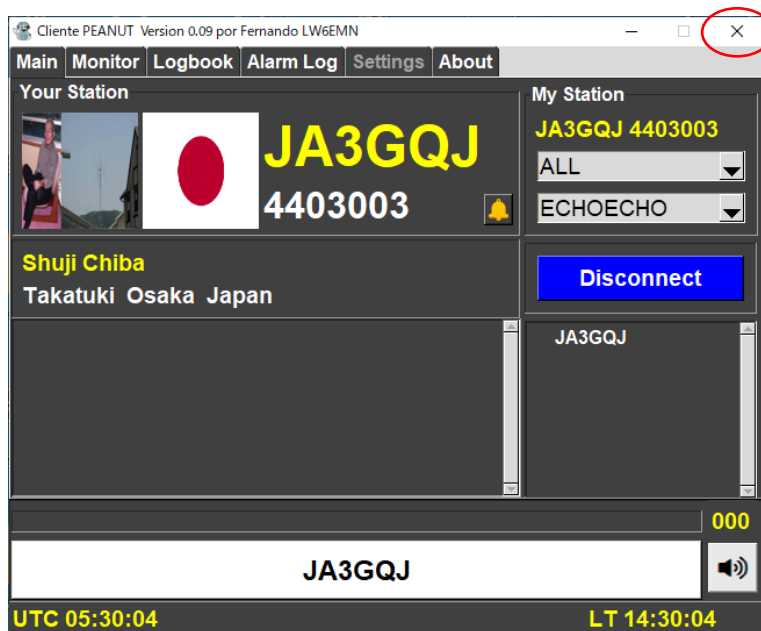 Cliente PEANUT Version 0.09 por Fernando LW6EMN
Main Monitor Logbook Alarm Log Settings About
Your Station
JA3GQJ
4403003
My Station
JA3GQJ 4403003
ALL
ECHOECHO
Shuji Chiba
Takatuki Osaka Japan
Disconnect
JA3GQJ
000
JA3GQJ
UTC 05:30:04
LT 14:30:04